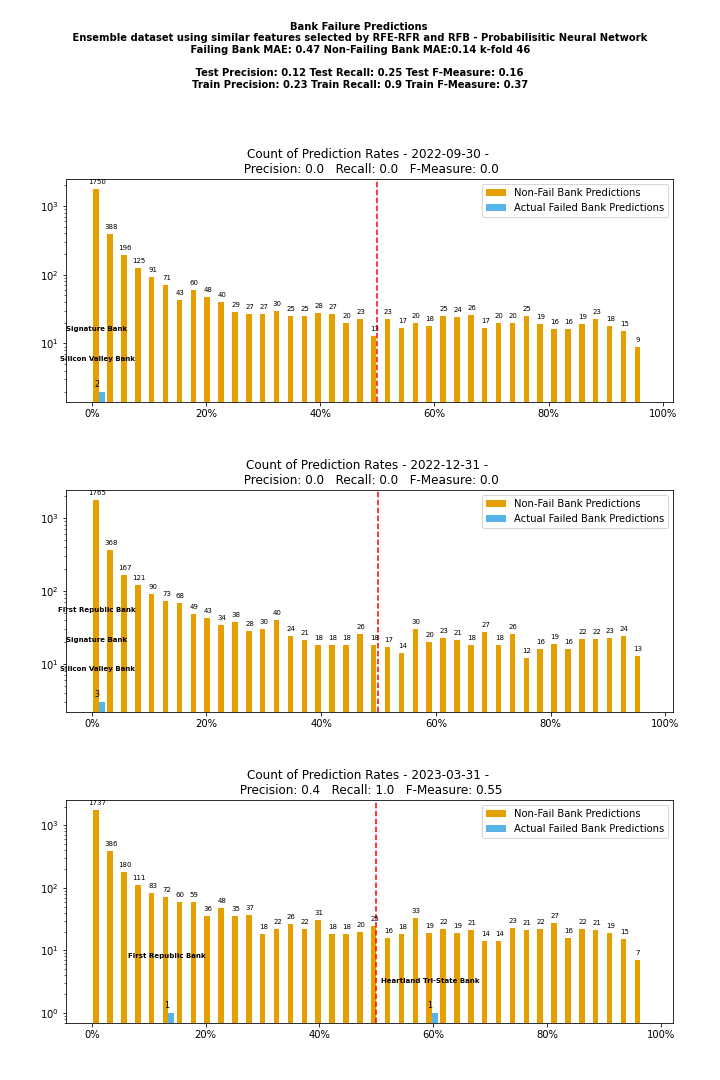 Bank Failure Predictions
Ensemble dataset using similar features selected by RFE-RFR and RFB - Probabilisitic Neural Network
Failing Bank MAE: 0.47 Non-Failing Bank MAE:0.14 k-fold 46
Test Precision: 0.12 Test Recall: 0.25 Test F-Measure: 0.16
Train Precision: 0.23 Train Recall: 0.9 Train F-Measure: 0.37
Count of Prediction Rates - 2022-09-30 -
Precision: 0.0 Recall: 0.0 F-Measure: 0.0
Non-Fail Bank Predictions
Actual Failed Bank Predictions
10³
10²
10¹
1750 388 196 125 91 71 43 60 48 40 29 27 27 30 25 25 28 27 20 23 13 23 17 20 18 25 24 26 17 20 20 25 19 16 16 19 23 18 15 9
Signature Bank
Silicon Valley Bank
2
0% 20% 40% 60% 80% 100%
Count of Prediction Rates - 2022-12-31 -
Precision: 0.0 Recall: 0.0 F-Measure: 0.0
Non-Fail Bank Predictions
Actual Failed Bank Predictions
10³
10²
10¹
1765 368 167 121 90 73 68 49 43 34 38 28 30 40 24 21 18 18 18 26 18 17 14 30 20 23 21 18 27 18 26 12 16 19 16 22 22 23 24 13
First Republic Bank
Signature Bank
Silicon Valley Bank
3
0% 20% 40% 60% 80% 100%
Count of Prediction Rates - 2023-03-31 -
Precision: 0.4 Recall: 1.0 F-Measure: 0.55
Non-Fail Bank Predictions
Actual Failed Bank Predictions
10³
10²
10¹
10⁰
1737 386 180 111 83 72 60 59 36 48 35 37 18 22 26 22 31 18 18 20 25 16 18 33 19 22 19 21 14 14 23 21 22 27 16 22 21 19 15 7
First Republic Bank
Heartland Tri-State Bank
1 1
0% 20% 40% 60% 80% 100%